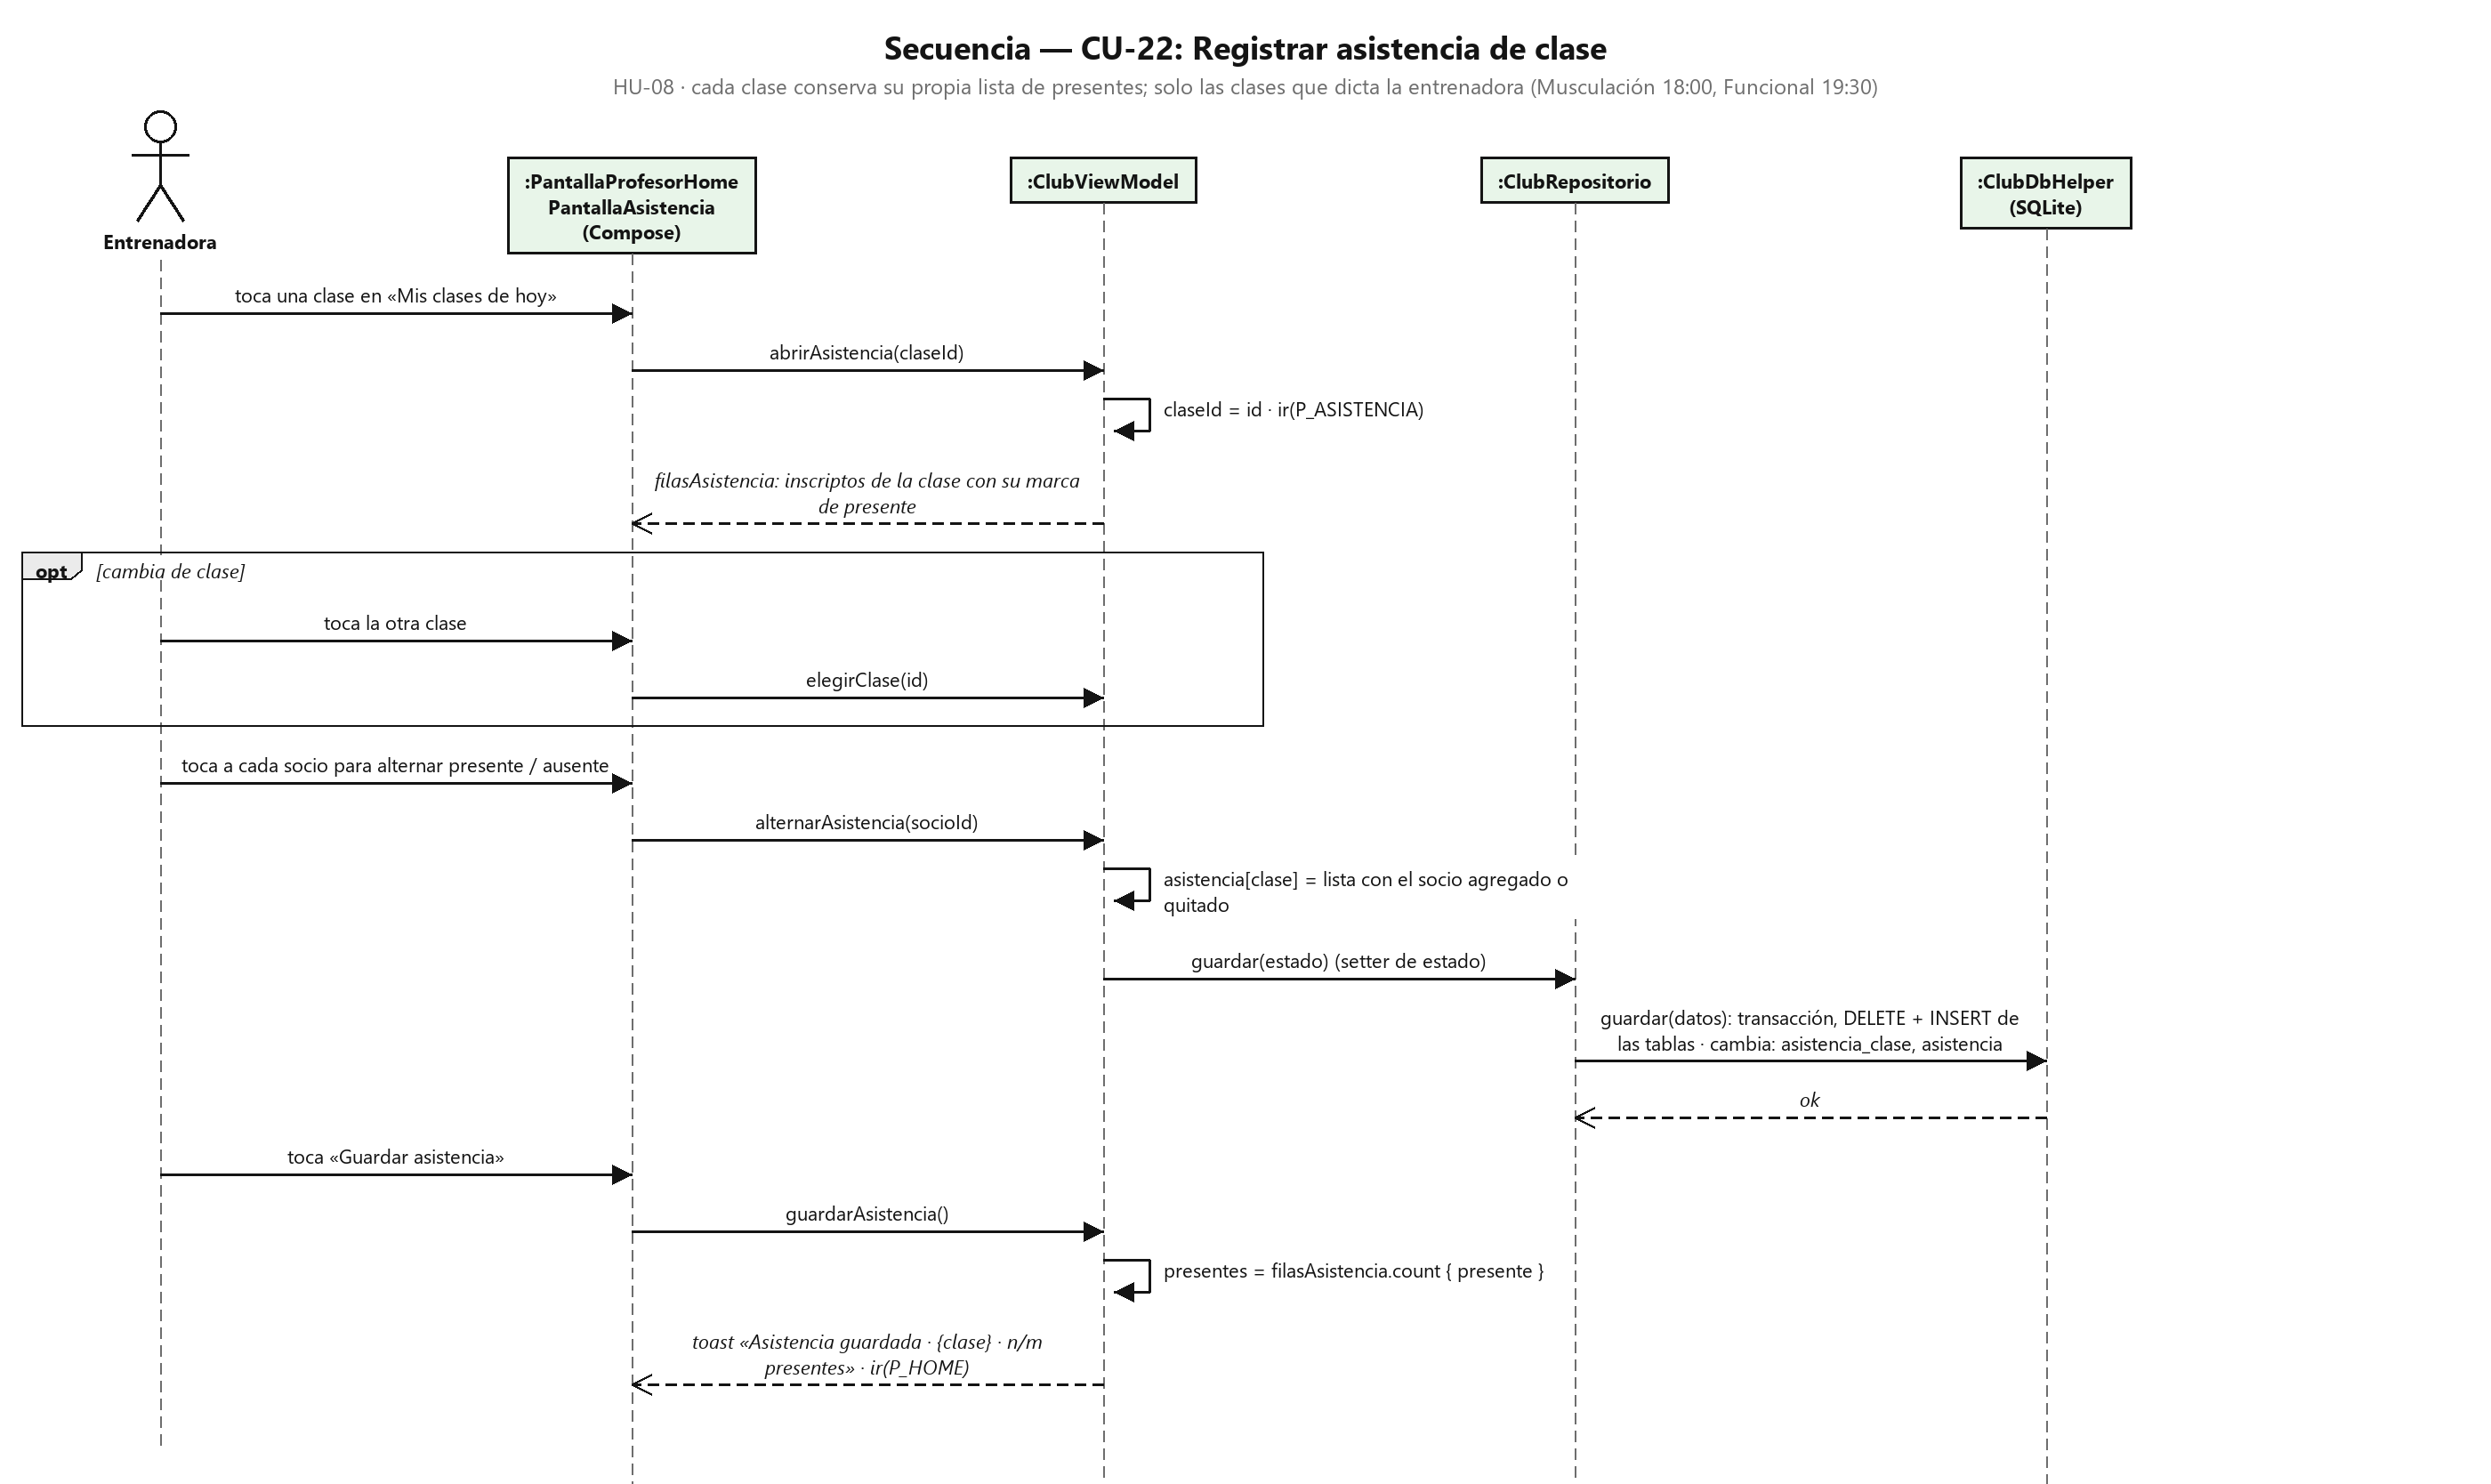 Secuencia — CU-22: Registrar asistencia de clase
HU-08 · cada clase conserva su propia lista de presentes; solo las clases que dicta la entrenadora (Musculación 18:00, Funcional 19:30)
Entrenadora
:PantallaProfesorHome
PantallaAsistencia
(Compose)
:ClubViewModel
:ClubRepositorio
:ClubDbHelper
(SQLite)
toca una clase en «Mis clases de hoy»
abrirAsistencia(claseId)
claseId = id · ir(P_ASISTENCIA)
filasAsistencia: inscriptos de la clase con su marca
de presente
opt
[cambia de clase]
toca la otra clase
elegirClase(id)
toca a cada socio para alternar presente / ausente
alternarAsistencia(socioId)
asistencia[clase] = lista con el socio agregado o
quitado
guardar(estado) (setter de estado)
guardar(datos): transacción, DELETE + INSERT de
las tablas · cambia: asistencia_clase, asistencia
ok
toca «Guardar asistencia»
guardarAsistencia()
presentes = filasAsistencia.count { presente }
toast «Asistencia guardada · {clase} · n/m
presentes» · ir(P_HOME)